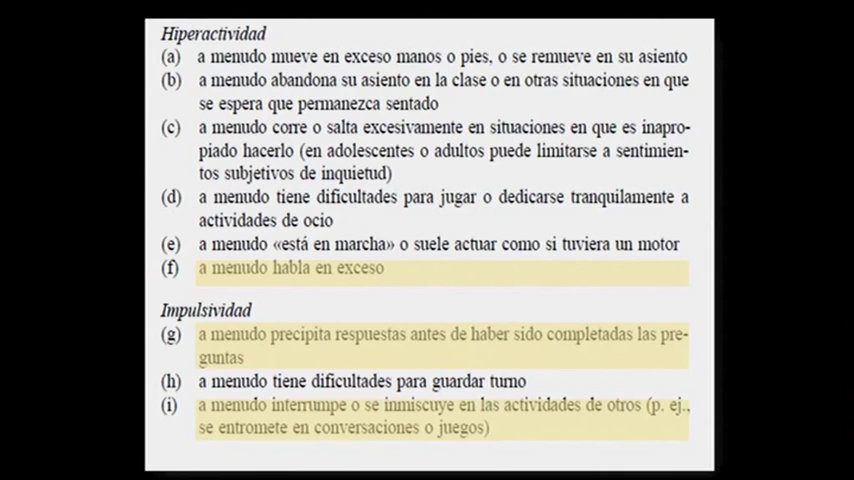 Hiperactividad
(a) a menudo mueve en exceso manos o pies, o se remueve en su asiento
(b) a menudo abandona su asiento en la clase o en otras situaciones en que
se espera que permanezca sentado
(c) a menudo corre o salta excesivamente en situaciones en que es inapro-
piado hacerlo (en adolescentes o adultos puede limitarse a sentimien-
tos subjetivos de inquietud)
(d) a menudo tiene dificultades para jugar o dedicarse tranquilamente a
actividades de ocio
(e) a menudo «está en marcha» o suele actuar como si tuviera un motor
(f) a menudo habla en exceso
Impulsividad
(g) a menudo precipita respuestas antes de haber sido completadas las pre-
guntas
(h) a menudo tiene dificultades para guardar turno
(i) a menudo interrumpe o se inmiscuye en las actividades de otros (p. ej.,
se entromete en conversaciones o juegos)